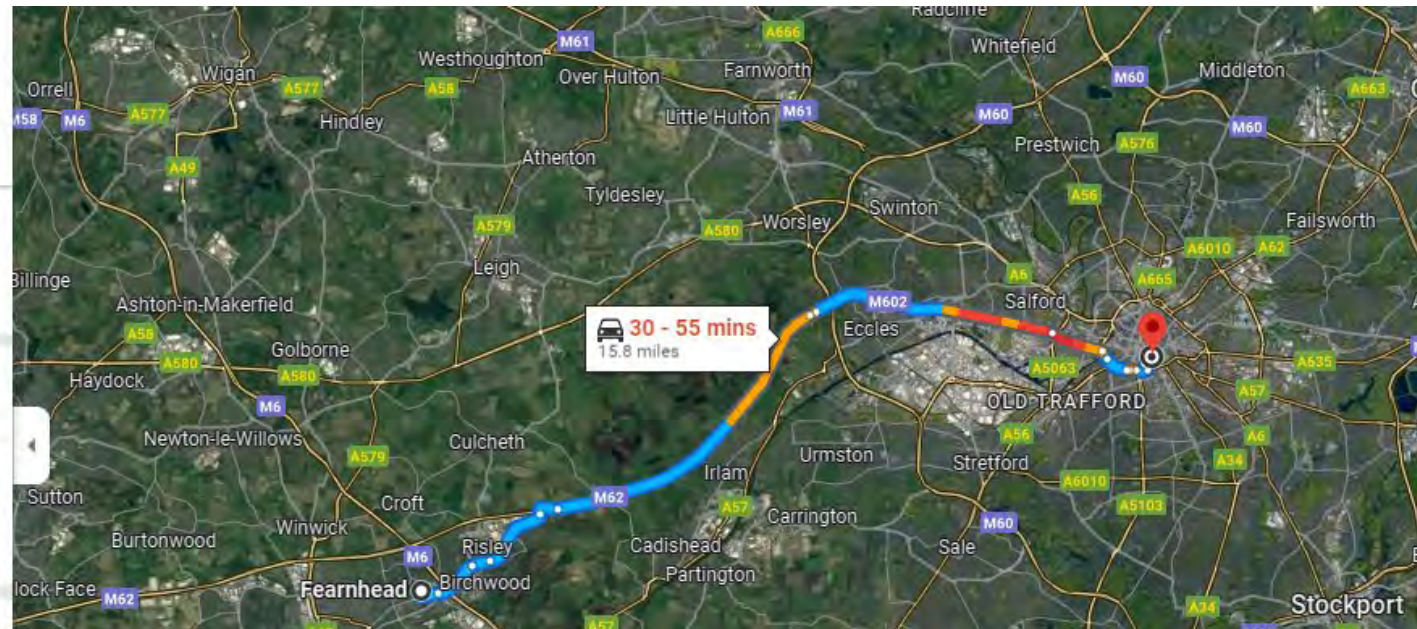 Radcliffe
M61
A666
Whitefield
Westhoughton
Over Hulton
Farnworth
Middleton
Wigan
M60
Orrell
A577
A58
A663
M58
M6
A577
Hindley
Little Hulton
M61
M60
M60
Prestwich
A576
A49
Atherton
Tyldesley
A56
Swinton
Failsworth
A579
A580
Worsley
A6010
A62
Billinge
Leigh
A6
A665
Ashton-in-Makerfield
M602
Salford
30 - 55 mins
15.8 miles
Eccles
A58
A580
Golborne
A580
A5063
A635
Haydock
A57
M6
OLD TRAFFORD
Newton-le-Willows
Culcheth
A56
A6
A579
Urmston
Stretford
A34
Sutton
Croft
M62
Irlam
A6010
A5103
A57
Carrington
Winwick
M60
Burtonwood
Risley
Cadishead
Sale
M6
Partington
Fearnhead
Birchwood
lock Face
M62
A34
Stockport
A57